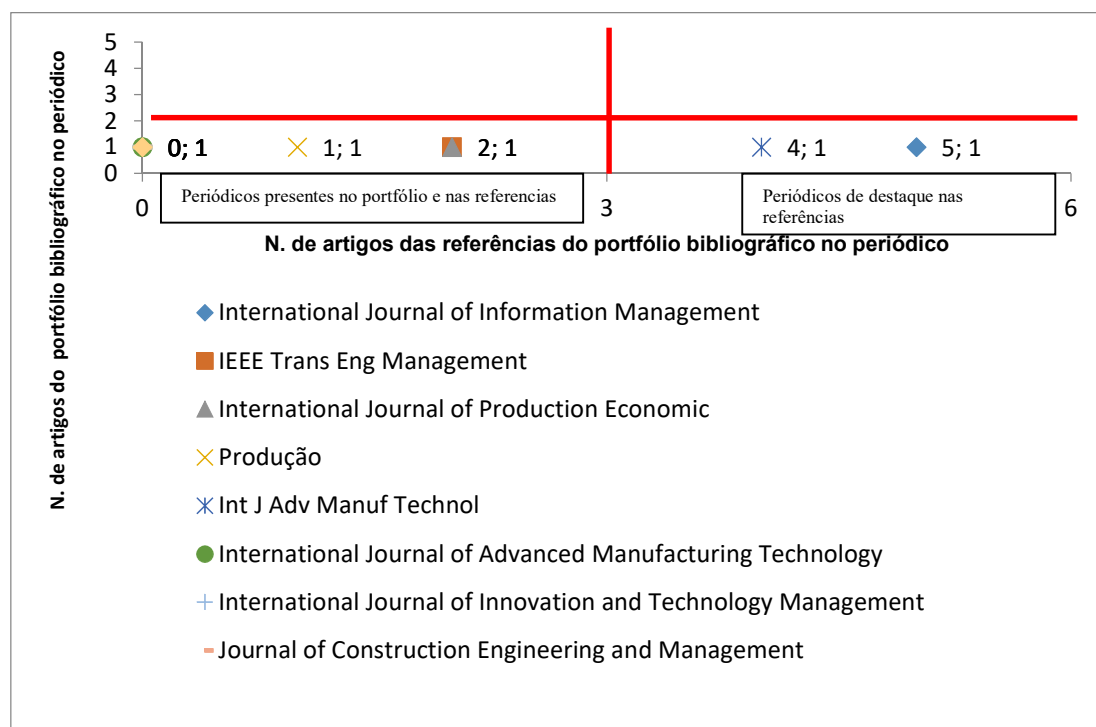 N. de artigos do portfólio bibliográfico no periódico
5
4
3
2
1
0
0; 1
1; 1
2; 1
4; 1
5; 1
Periódicos presentes no portfólio e nas referencias
Periódicos de destaque nas
referências
0
3
6
N. de artigos das referências do portfólio bibliográfico no periódico
International Journal of Information Management
IEEE Trans Eng Management
International Journal of Production Economic
Produção
Int J Adv Manuf Technol
International Journal of Advanced Manufacturing Technology
International Journal of Innovation and Technology Management
Journal of Construction Engineering and Management